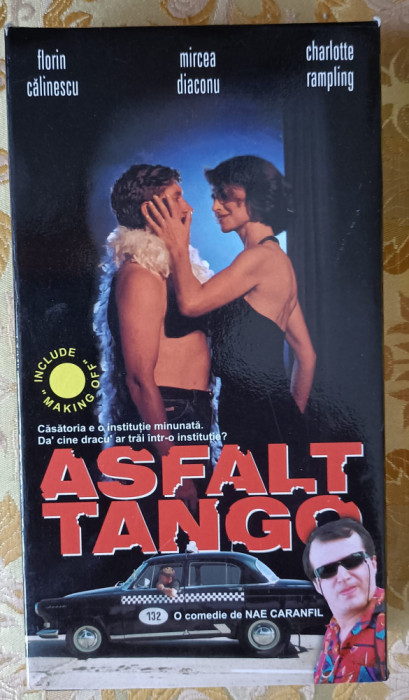 florin
călinescu
mircea
diaconu
charlotte
rampling
INCLUDE
"MAKING OFF"
Căsătoria e o instituție minunată.
Da' cine dracu' ar trăi într-o instituție?
ASFALT
TANGO
132
O comedie de NAE CARANFIL